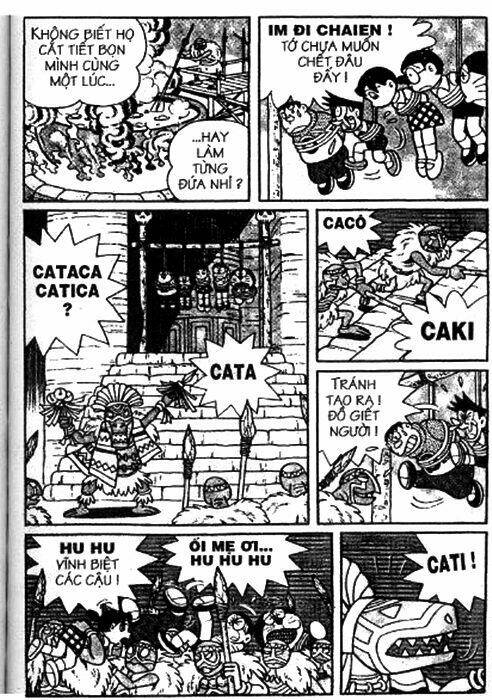 KHÔNG BIẾT HỌ
CẮT TIẾT BỌN
MÌNH CÙNG
MỘT LÚC...
...HAY
LÀM
TỪNG
ĐỨA NHỈ ?
IM ĐI CHAIEN !
TỚ CHƯA MUỐN
CHẾT ĐÂU
ĐẤY !
CATACA
CATICA
?
CATA
CACÔ
CAKI
TRÁNH
TAO RA !
ĐỒ GIẾT
NGƯỜI !
HU HU
VĨNH BIỆT
CÁC CẬU !
ỐI MẸ ƠI...
HU HU HU
CATI !